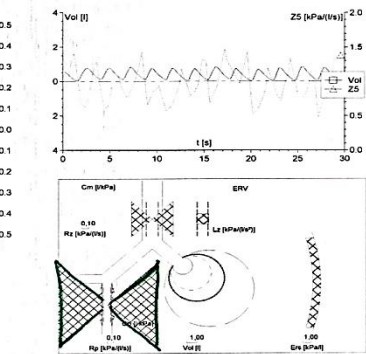 4
Vol [l]
Z5 [kPa/(l/s)]
2.0
0.5
0.4
0.3
2
1.5
0.2
0.1
0
1.0
0.0
Vol
Z5
0.1
-2
0.5
0.2
0.3
-4
t [s]
0.0
0
5
10
15
20
25
30
0.4
0.5
Cm [l/kPa]
ERV
0,10
Rz [kPa/(l/s)]
Lz [kPa/(l/s²)]
0,10
1,00
1,00
Rp [kPa/(l/s)]
Vol [l]
Ers [kPa/l]